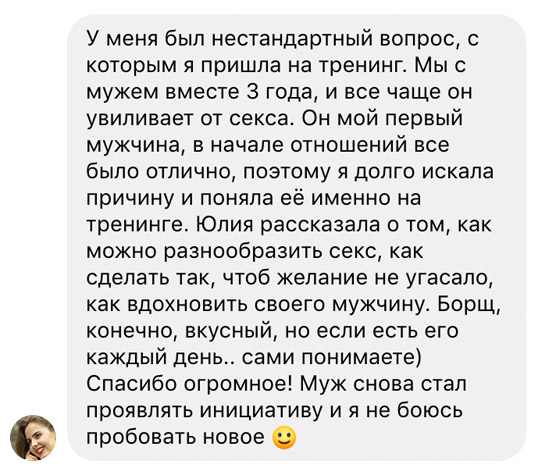 У меня был нестандартный вопрос, с
которым я пришла на тренинг. Мы с
мужем вместе 3 года, и все чаще он
увиливает от секса. Он мой первый
мужчина, в начале отношений все
было отлично, поэтому я долго искала
причину и поняла её именно на
тренинге. Юлия рассказала о том, как
можно разнообразить секс, как
сделать так, чтоб желание не угасало,
как вдохновить своего мужчину. Борщ,
конечно, вкусный, но если есть его
каждый день.. сами понимаете)
Спасибо огромное! Муж снова стал
проявлять инициативу и я не боюсь
пробовать новое 🙂